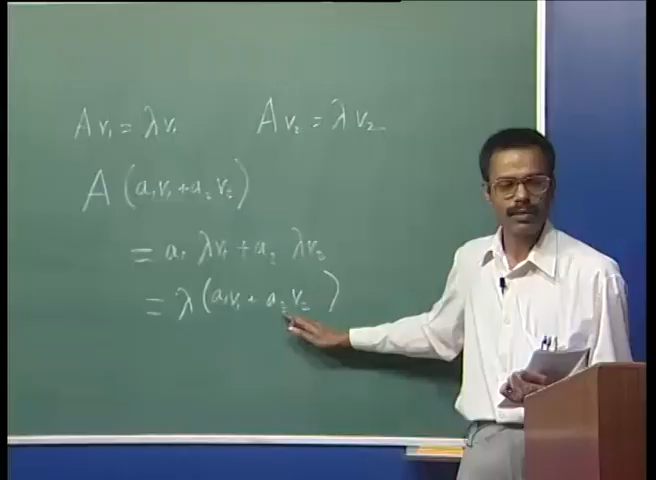 Av₁ = λv₁ Av₂ = λv₂
A(a₁v₁+a₂v₂)
= a₁ λv₁ + a₂ λv₂
= λ(a₁v₁ + a₂v₂)